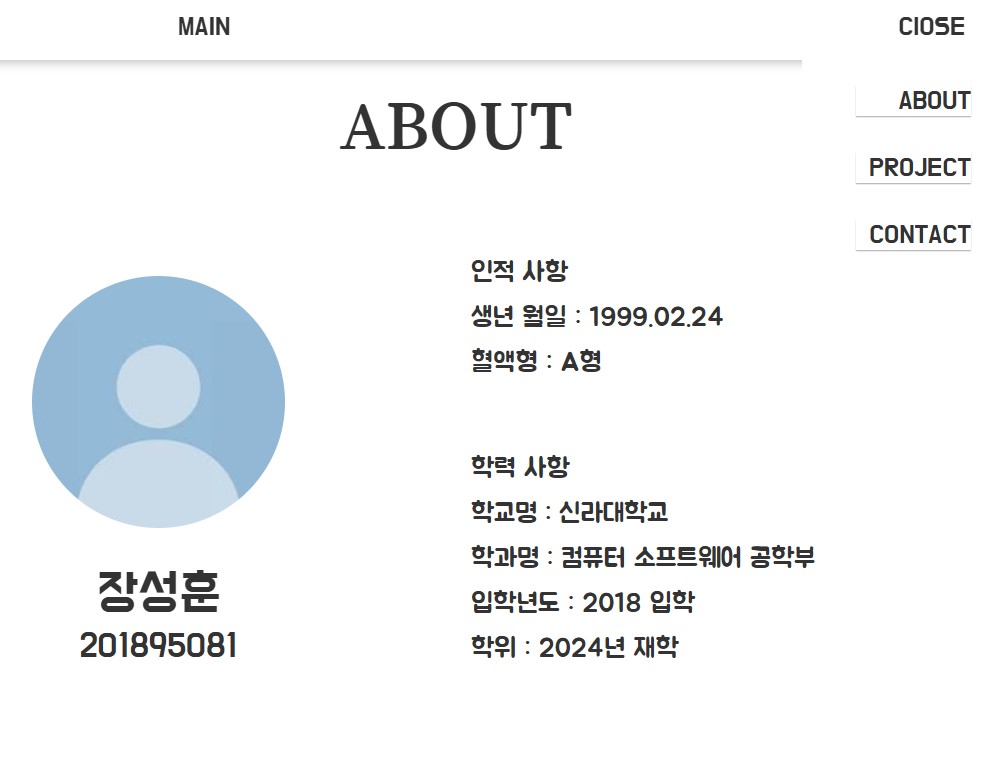 MAIN
ClOSE
ABOUT
PROJECT
CONTACT
ABOUT
인적 사항
생년 월일 : 1999.02.24
혈액형 : A형
학력 사항
학교명 : 신라대학교
학과명 : 컴퓨터 소프트웨어 공학부
입학년도 : 2018 입학
학위 : 2024년 재학
장성훈
201895081